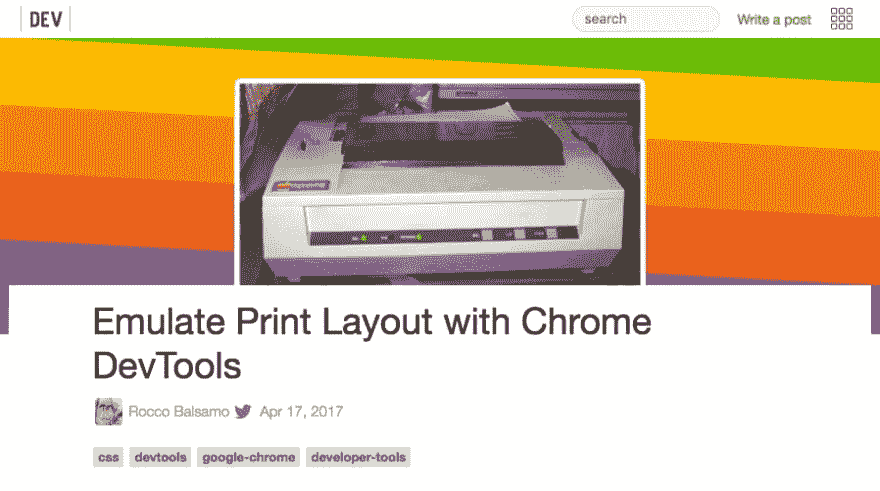 DEV
search
Write a post
Emulate Print Layout with Chrome
DevTools
Rocco Balsamo
Apr 17, 2017
css
devtools
google-chrome
developer-tools